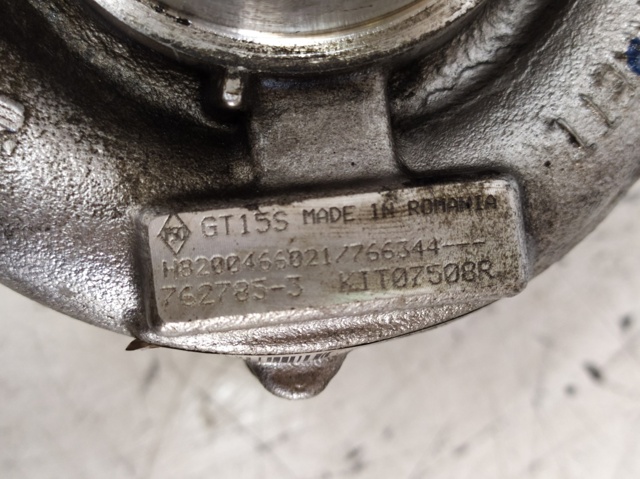 GT15S MADE IN ROMANIA
H8200466021/766344---
762785-3 KIT07508R